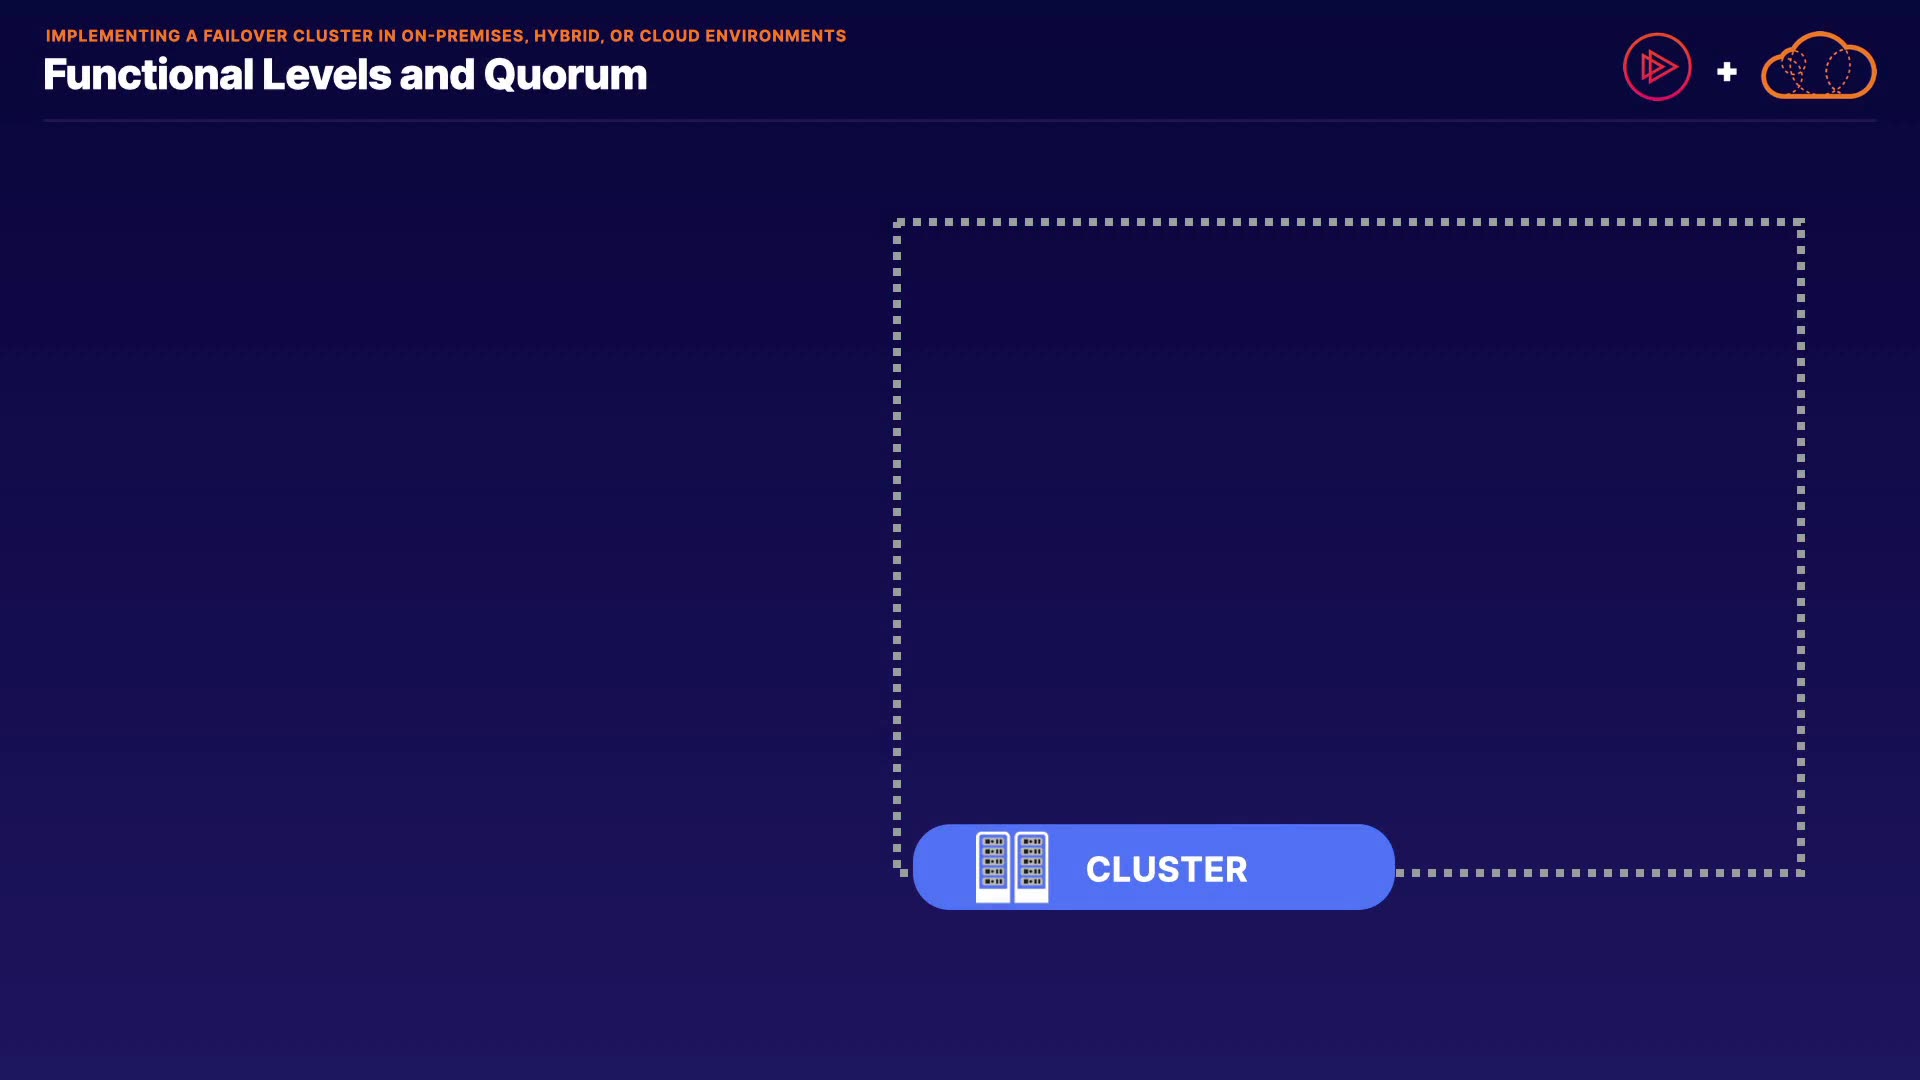 IMPLEMENTING A FAILOVER CLUSTER IN ON-PREMISES, HYBRID, OR CLOUD ENVIRONMENTS
Functional Levels and Quorum
+
CLUSTER